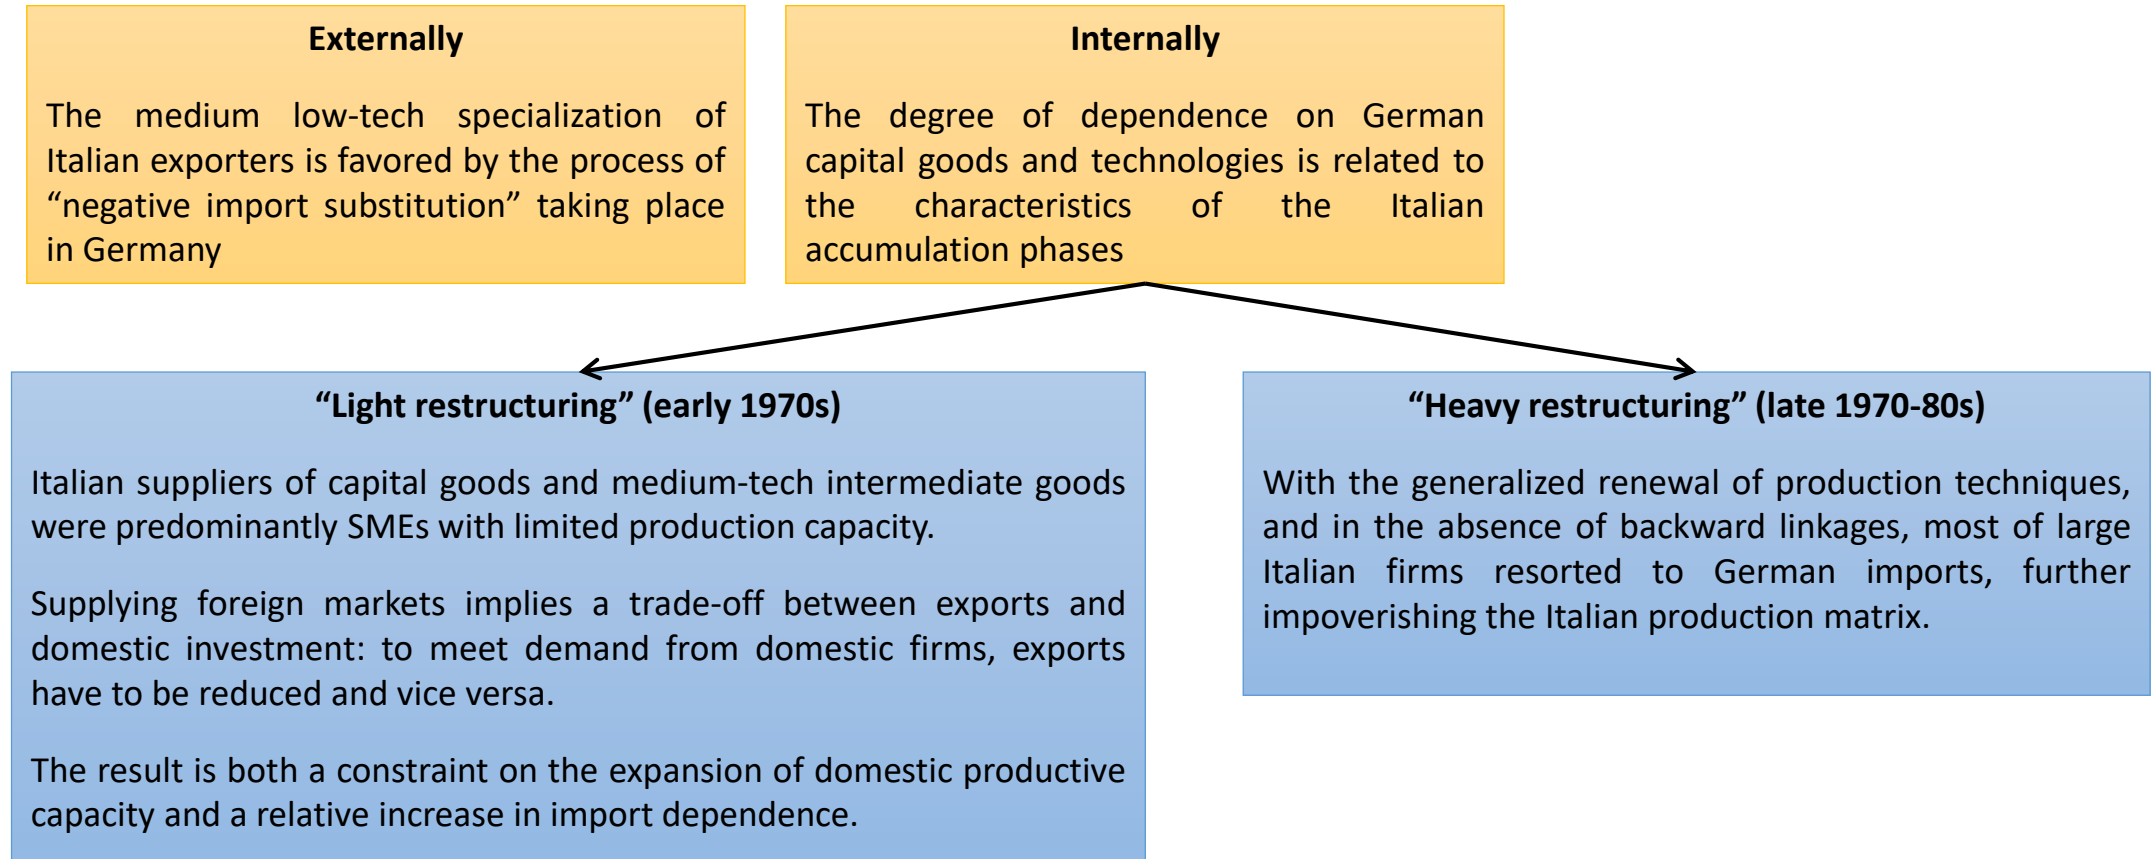 Externally
The medium low-tech specialization of
Italian exporters is favored by the process of
“negative import substitution” taking place
in Germany
Internally
The degree of dependence on German
capital goods and technologies is related to
the characteristics of the Italian
accumulation phases
“Light restructuring” (early 1970s)
Italian suppliers of capital goods and medium-tech intermediate goods
were predominantly SMEs with limited production capacity.
Supplying foreign markets implies a trade-off between exports and
domestic investment: to meet demand from domestic firms, exports
have to be reduced and vice versa.
The result is both a constraint on the expansion of domestic productive
capacity and a relative increase in import dependence.
“Heavy restructuring” (late 1970-80s)
With the generalized renewal of production techniques,
and in the absence of backward linkages, most of large
Italian firms resorted to German imports, further
impoverishing the Italian production matrix.